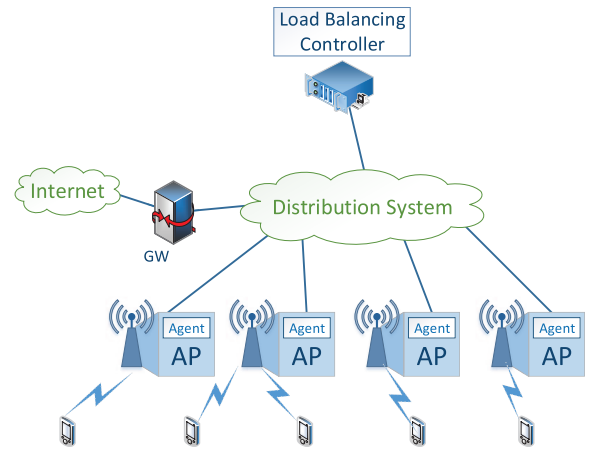 Load Balancing
Controller
Internet
Distribution System
GW
Agent
AP
Agent
AP
Agent
AP
Agent
AP